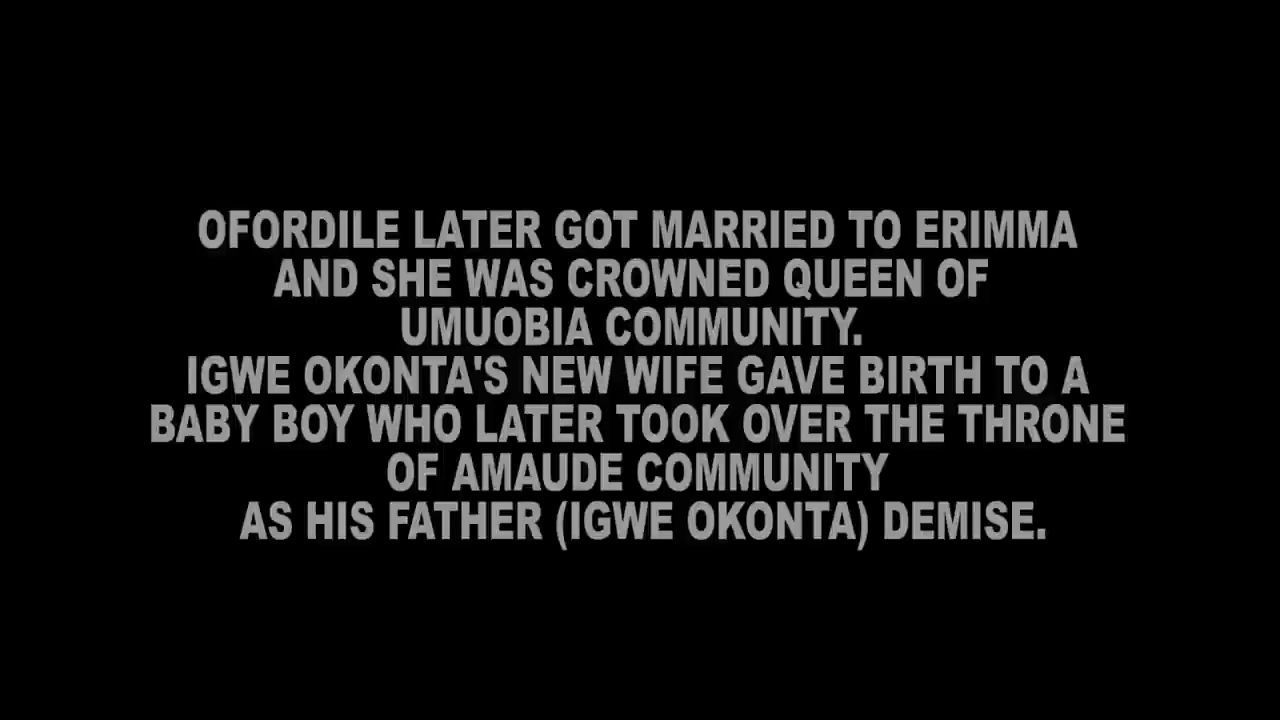 OFORDILE LATER GOT MARRIED TO ERIMMA
AND SHE WAS CROWNED QUEEN OF
UMUOBIA COMMUNITY.
IGWE OKONTA'S NEW WIFE GAVE BIRTH TO A
BABY BOY WHO LATER TOOK OVER THE THRONE
OF AMAUDE COMMUNITY
AS HIS FATHER (IGWE OKONTA) DEMISE.